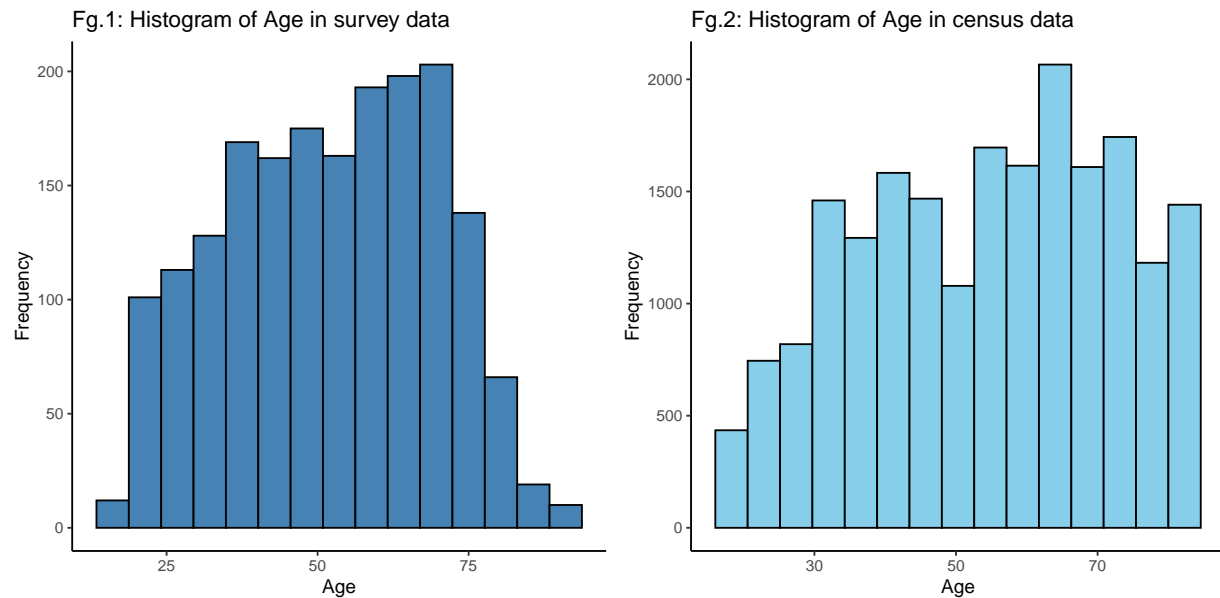 Fg.1: Histogram of Age in survey data
200
150
100
50
0
Frequency
25 50 75
Age
Fg.2: Histogram of Age in census data
2000
1500
1000
500
0
Frequency
30 50 70
Age